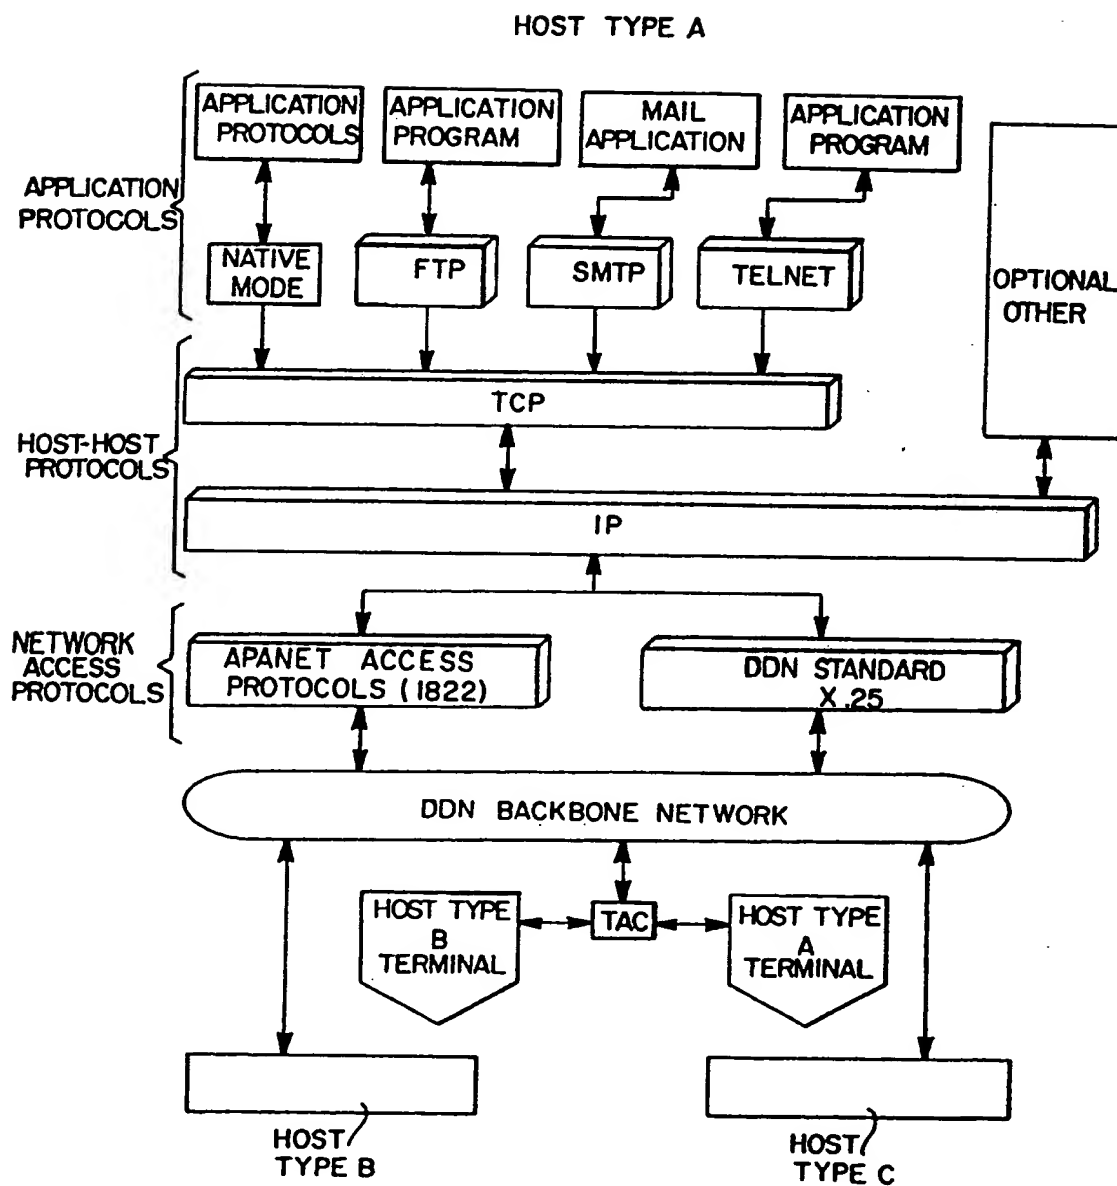 HOST TYPE A
APPLICATION
PROTOCOLS
APPLICATION
PROGRAM
MAIL
APPLICATION
APPLICATION
PROGRAM
APPLICATION
PROTOCOLS
NATIVE
MODE
FTP
SMTP
TELNET
OPTIONAL
OTHER
HOST-HOST
PROTOCOLS
TCP
IP
NETWORK
ACCESS
PROTOCOLS
APANET ACCESS
PROTOCOLS (1822)
DDN STANDARD
X.25
DDN BACKBONE NETWORK
HOST TYPE
B
TERMINAL
TAC
HOST TYPE
A
TERMINAL
HOST
TYPE B
HOST
TYPE C